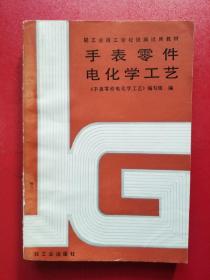 轻工业技工学校统编试用教材
手表零件
电化学工艺
《手表零件电化学工艺》编写组 编
轻工业出版社